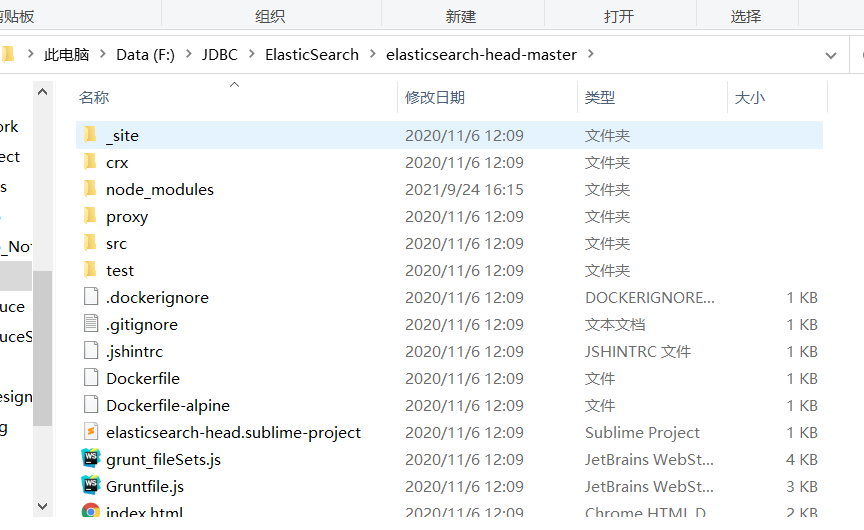 剪贴板 组织 新建 打开 选择
此电脑 Data (F:) JDBC ElasticSearch elasticsearch-head-master
名称 修改日期 类型 大小
_site 2020/11/6 12:09 文件夹
crx 2020/11/6 12:09 文件夹
node_modules 2021/9/24 16:15 文件夹
proxy 2020/11/6 12:09 文件夹
src 2020/11/6 12:09 文件夹
test 2020/11/6 12:09 文件夹
.dockerignore 2020/11/6 12:09 DOCKERIGNORE... 1 KB
.gitignore 2020/11/6 12:09 文本文档 1 KB
.jshintrc 2020/11/6 12:09 JSHINTRC 文件 1 KB
Dockerfile 2020/11/6 12:09 文件 1 KB
Dockerfile-alpine 2020/11/6 12:09 文件 1 KB
elasticsearch-head.sublime-project 2020/11/6 12:09 Sublime Project 1 KB
grunt_fileSets.js 2020/11/6 12:09 JetBrains WebSt... 4 KB
Gruntfile.js 2020/11/6 12:09 JetBrains WebSt... 3 KB
index.html 2020/11/6 12:09 Chrome HTML D... 2 KB
ork
ect
s
_Not
uce
uceS
esign
g